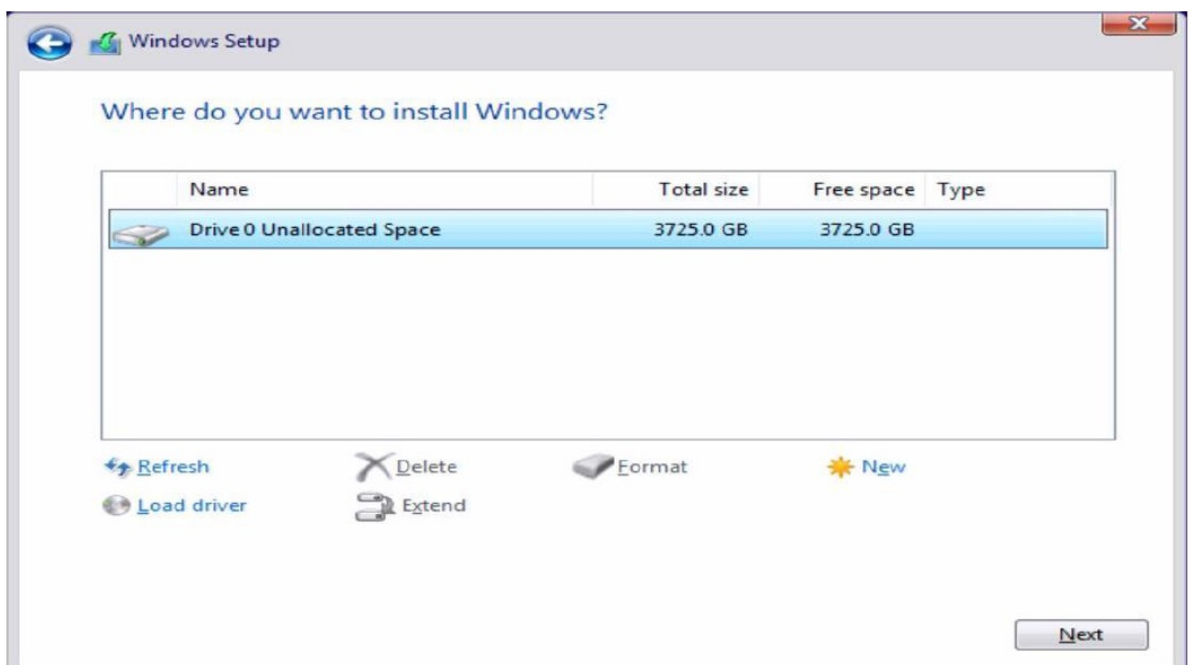 Windows Setup
Where do you want to install Windows?
Name Total size Free space Type
Drive 0 Unallocated Space 3725.0 GB 3725.0 GB
Refresh Delete Format New
Load driver Extend
Next